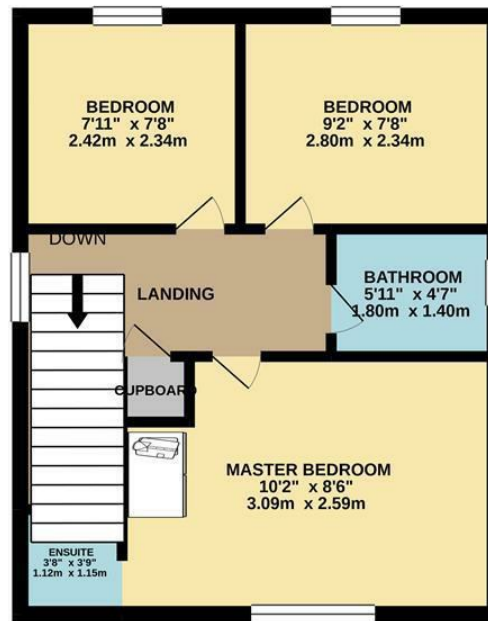 BEDROOM
7'11" x 7'8"
2.42m x 2.34m
BEDROOM
9'2" x 7'8"
2.80m x 2.34m
DOWN
LANDING
BATHROOM
5'11" x 4'7"
1.80m x 1.40m
CUPBOARD
MASTER BEDROOM
10'2" x 8'6"
3.09m x 2.59m
ENSUITE
3'8" x 3'9"
1.12m x 1.15m